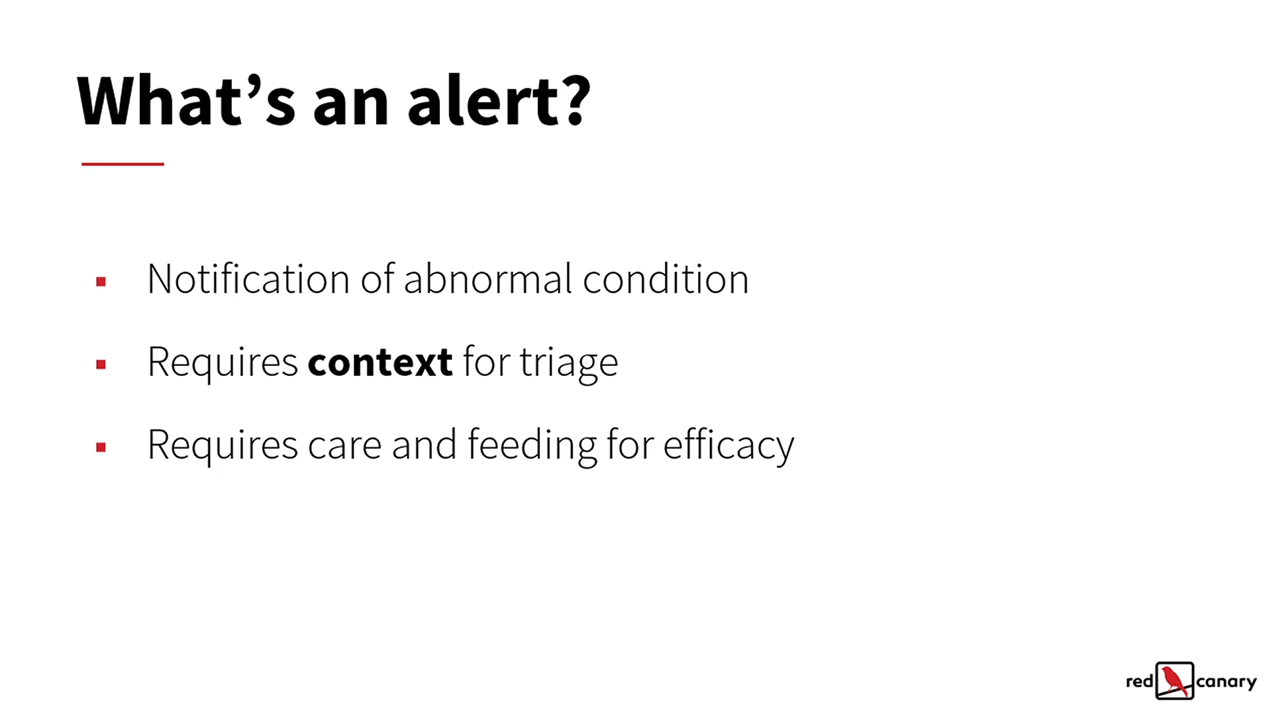 What’s an alert?
Notification of abnormal condition
Requires context for triage
Requires care and feeding for efficacy
red canary